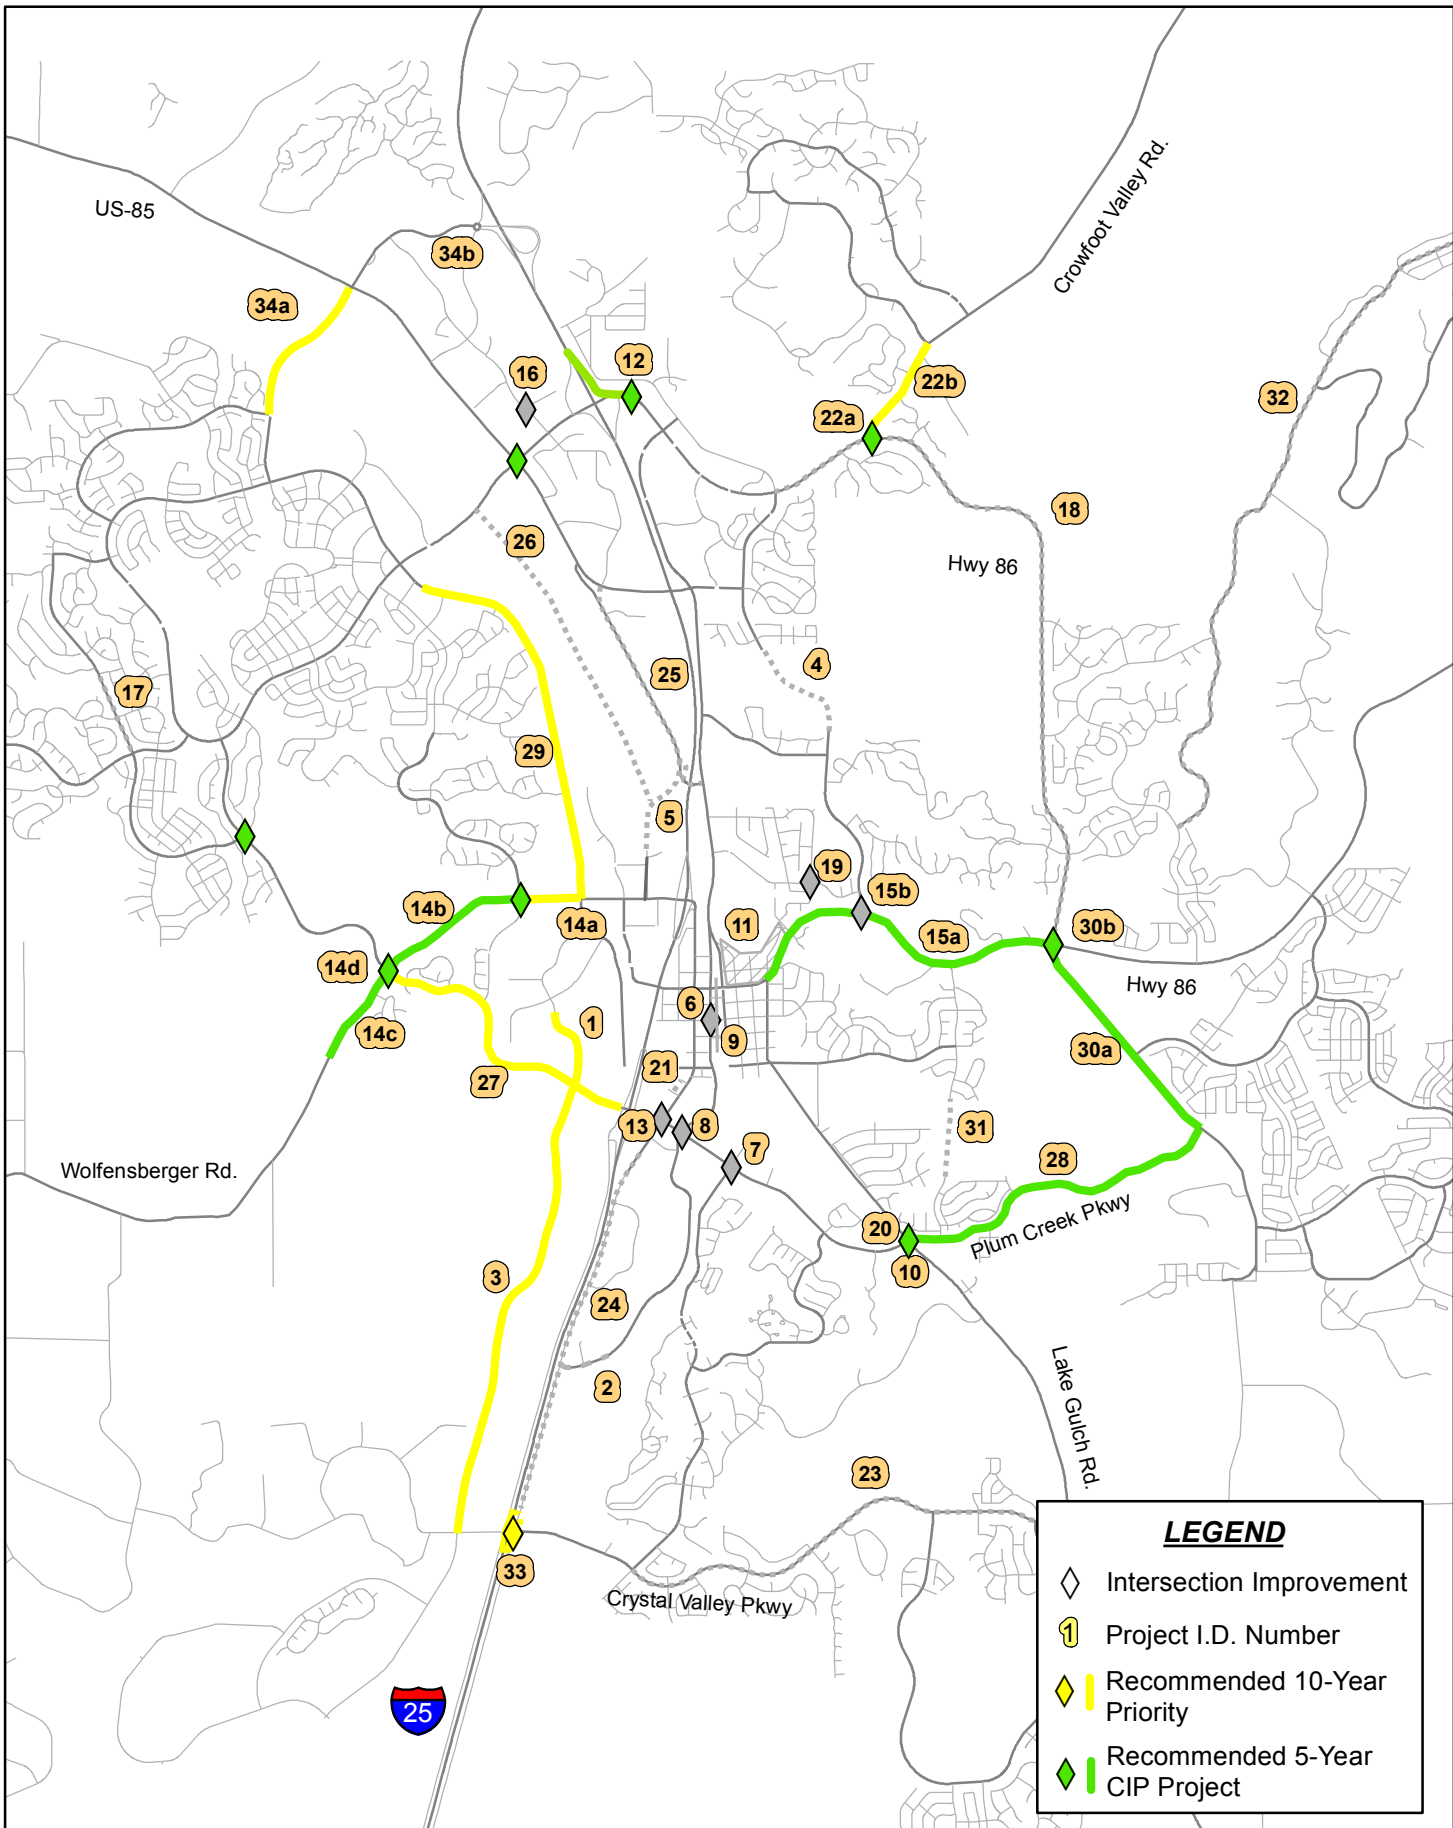 US-85
34b
Crowfoot Valley Rd.
34a
12
16
22b
32
22a
18
26
Hwy 86
4
25
17
29
5
19
15b
14b
11
14a
15a
30b
14d
Hwy 86
6
1
14c
9
30a
21
27
13
8
31
7
28
Wolfensberger Rd.
20
Plum Creek Pkwy
10
3
24
2
Lake Gulch Rd.
23
33
Crystal Valley Pkwy
25
LEGEND
Intersection Improvement
1 Project I.D. Number
Recommended 10-Year
Priority
Recommended 5-Year
CIP Project